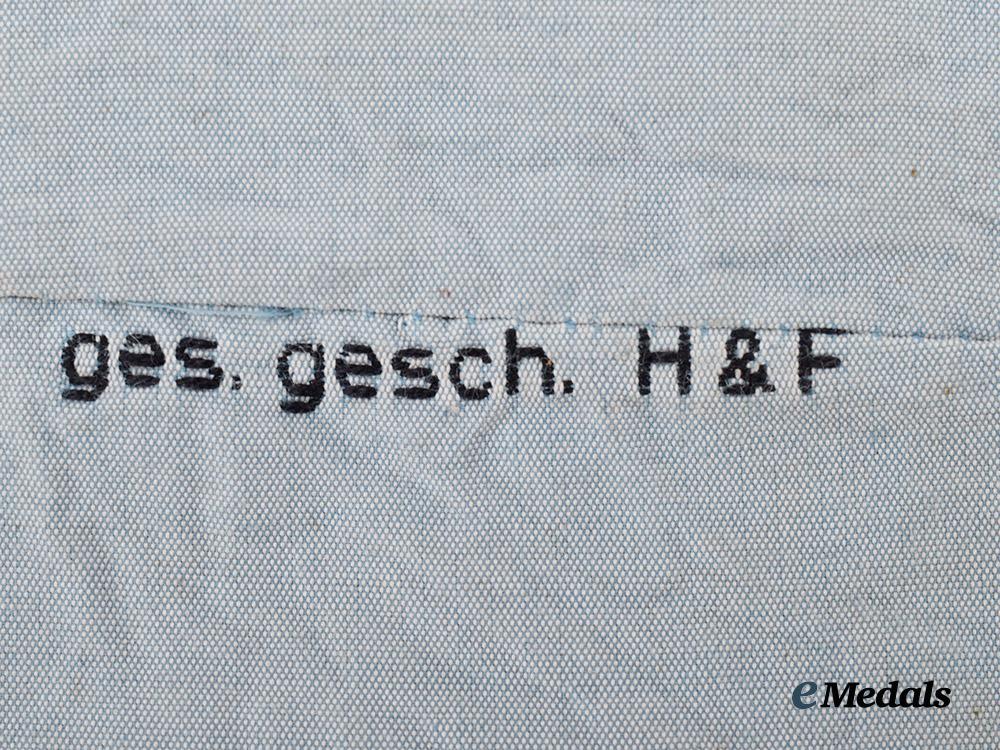 ges. gesch. H & F
eMedals